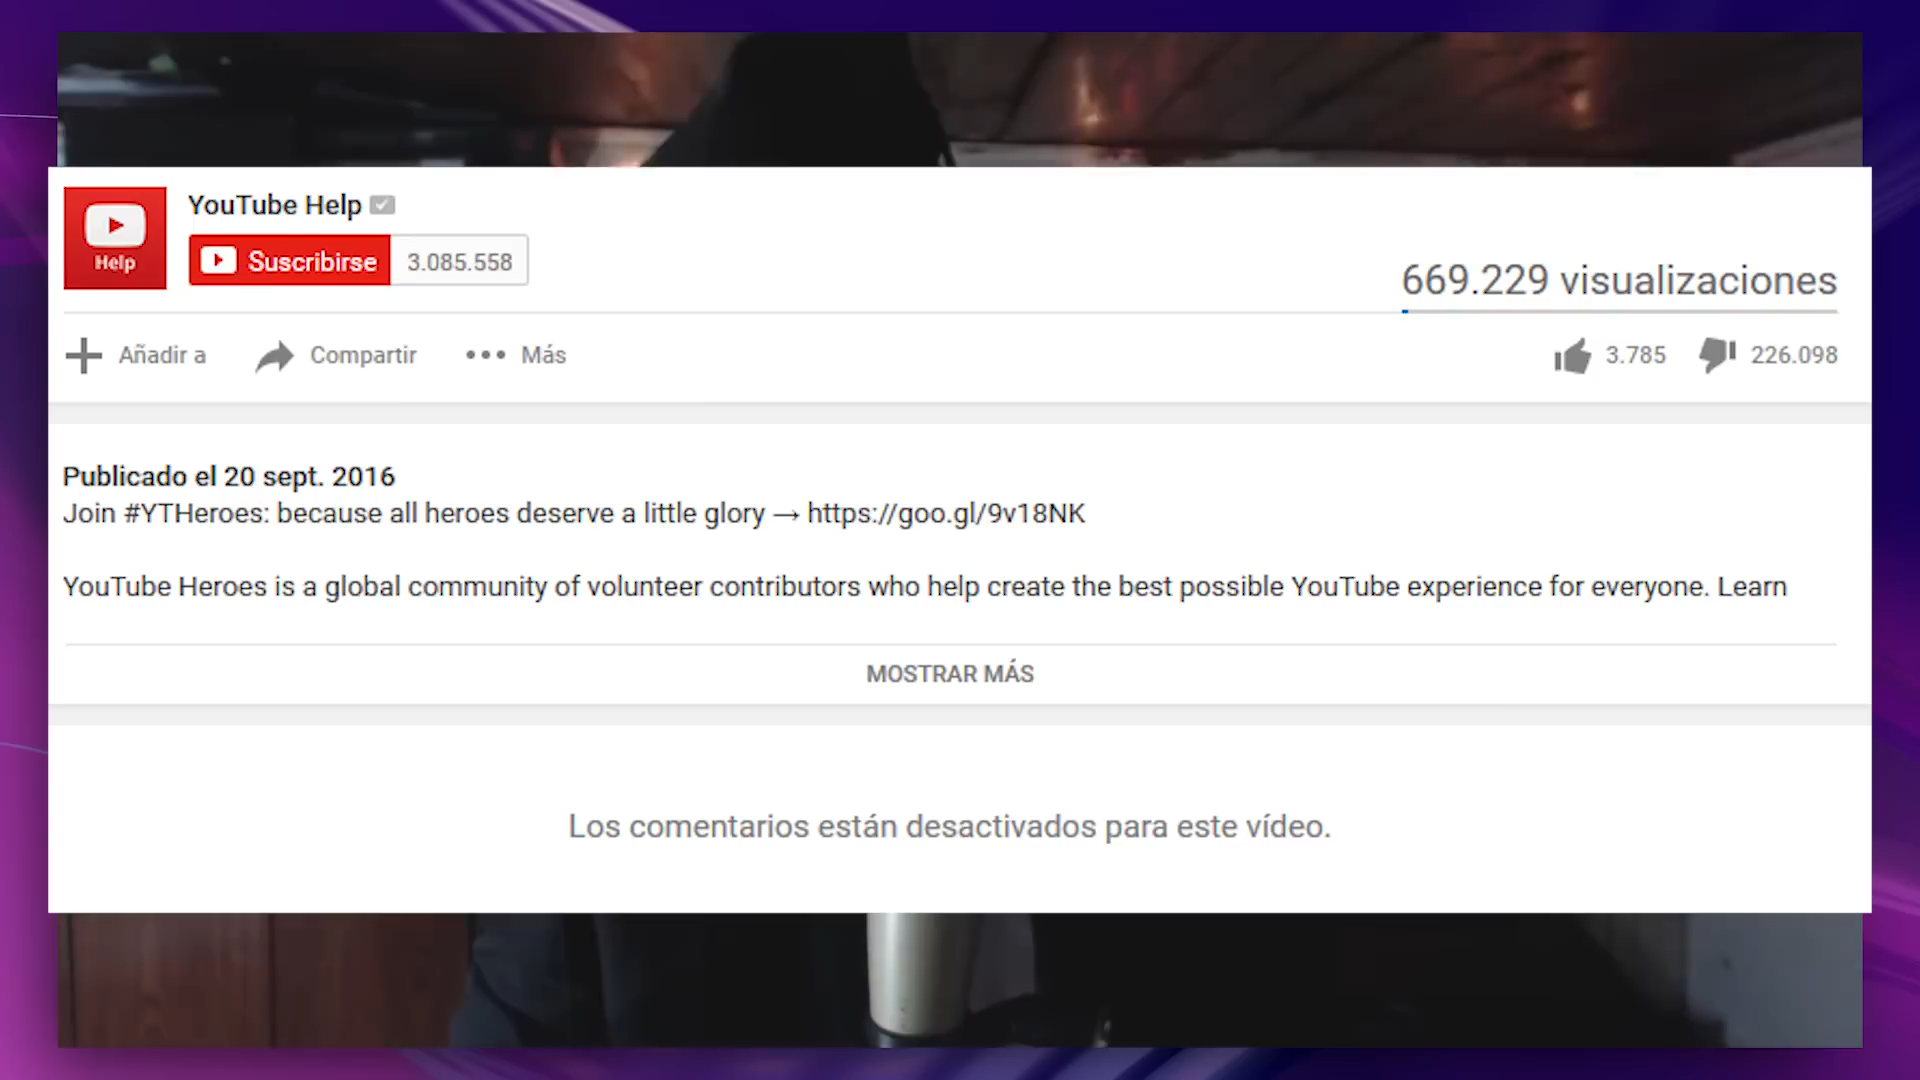 YouTube Help
Help
Suscribirse 3.085.558
669.229 visualizaciones
Añadir a Compartir Más 3.785 226.098
Publicado el 20 sept. 2016
Join #YTHeroes: because all heroes deserve a little glory → https://goo.gl/9v18NK
YouTube Heroes is a global community of volunteer contributors who help create the best possible YouTube experience for everyone. Learn
MOSTRAR MÁS
Los comentarios están desactivados para este vídeo.